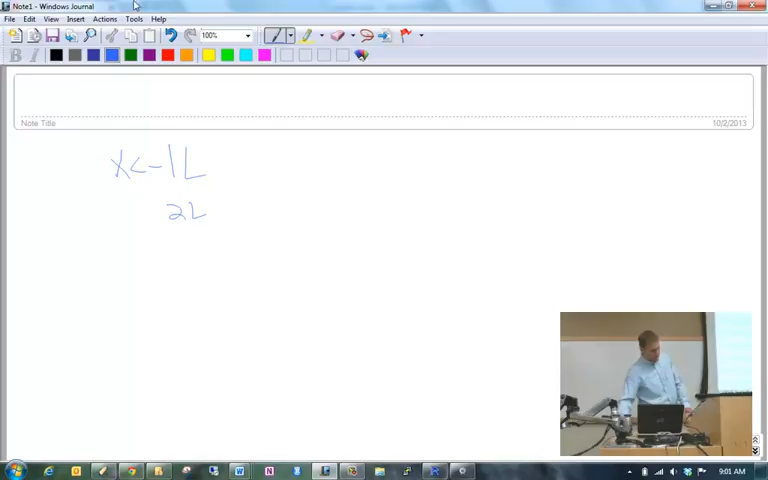 Note1 - Windows Journal
File Edit View Insert Actions Tools Help
100%
Note Title
10/2/2013
x<-1L
2L
9:01 AM